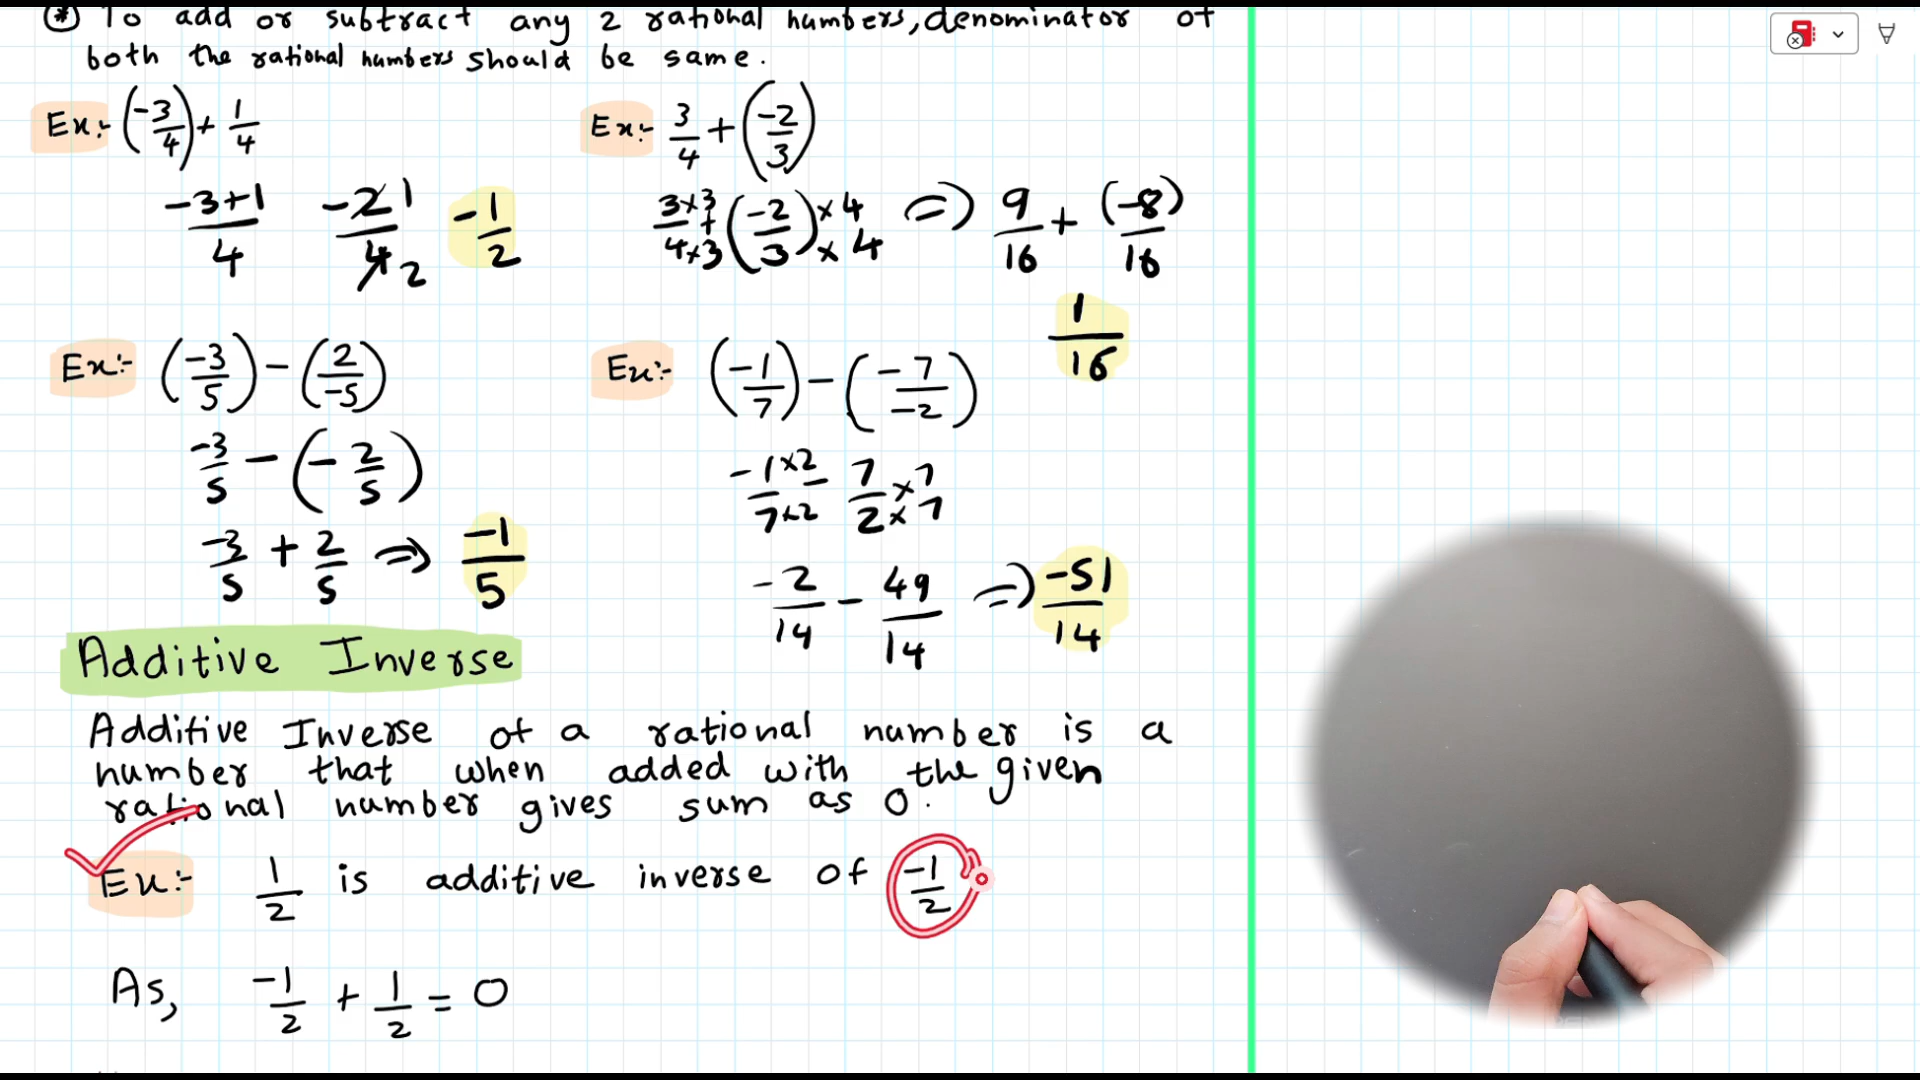 (*) To add or subtract any 2 rational numbers, denominator of
both the rational numbers should be same.
Ex:- (-3/4) + 1/4
-3+1/4 -2/4 1 2 -1/2
Ex:- 3/4 + (-2/3)
3×3/4×3 + (-2/3) ×4 ×4 => 9/16 + (-8)/16
1/16
Ex:- (-3/5) - (2/-5)
-3/5 - (-2/5)
-3/5 + 2/5 => -1/5
Ex:- (-1/7) - (-7/-2)
-1×2/7×2 - 7/2 ×7 ×7
-2/14 - 49/14 => -51/14
Additive Inverse
Additive Inverse of a rational number is a
number that when added with the given
rational number gives sum as 0.
Ex:- 1/2 is additive inverse of -1/2
As, -1/2 + 1/2 = 0